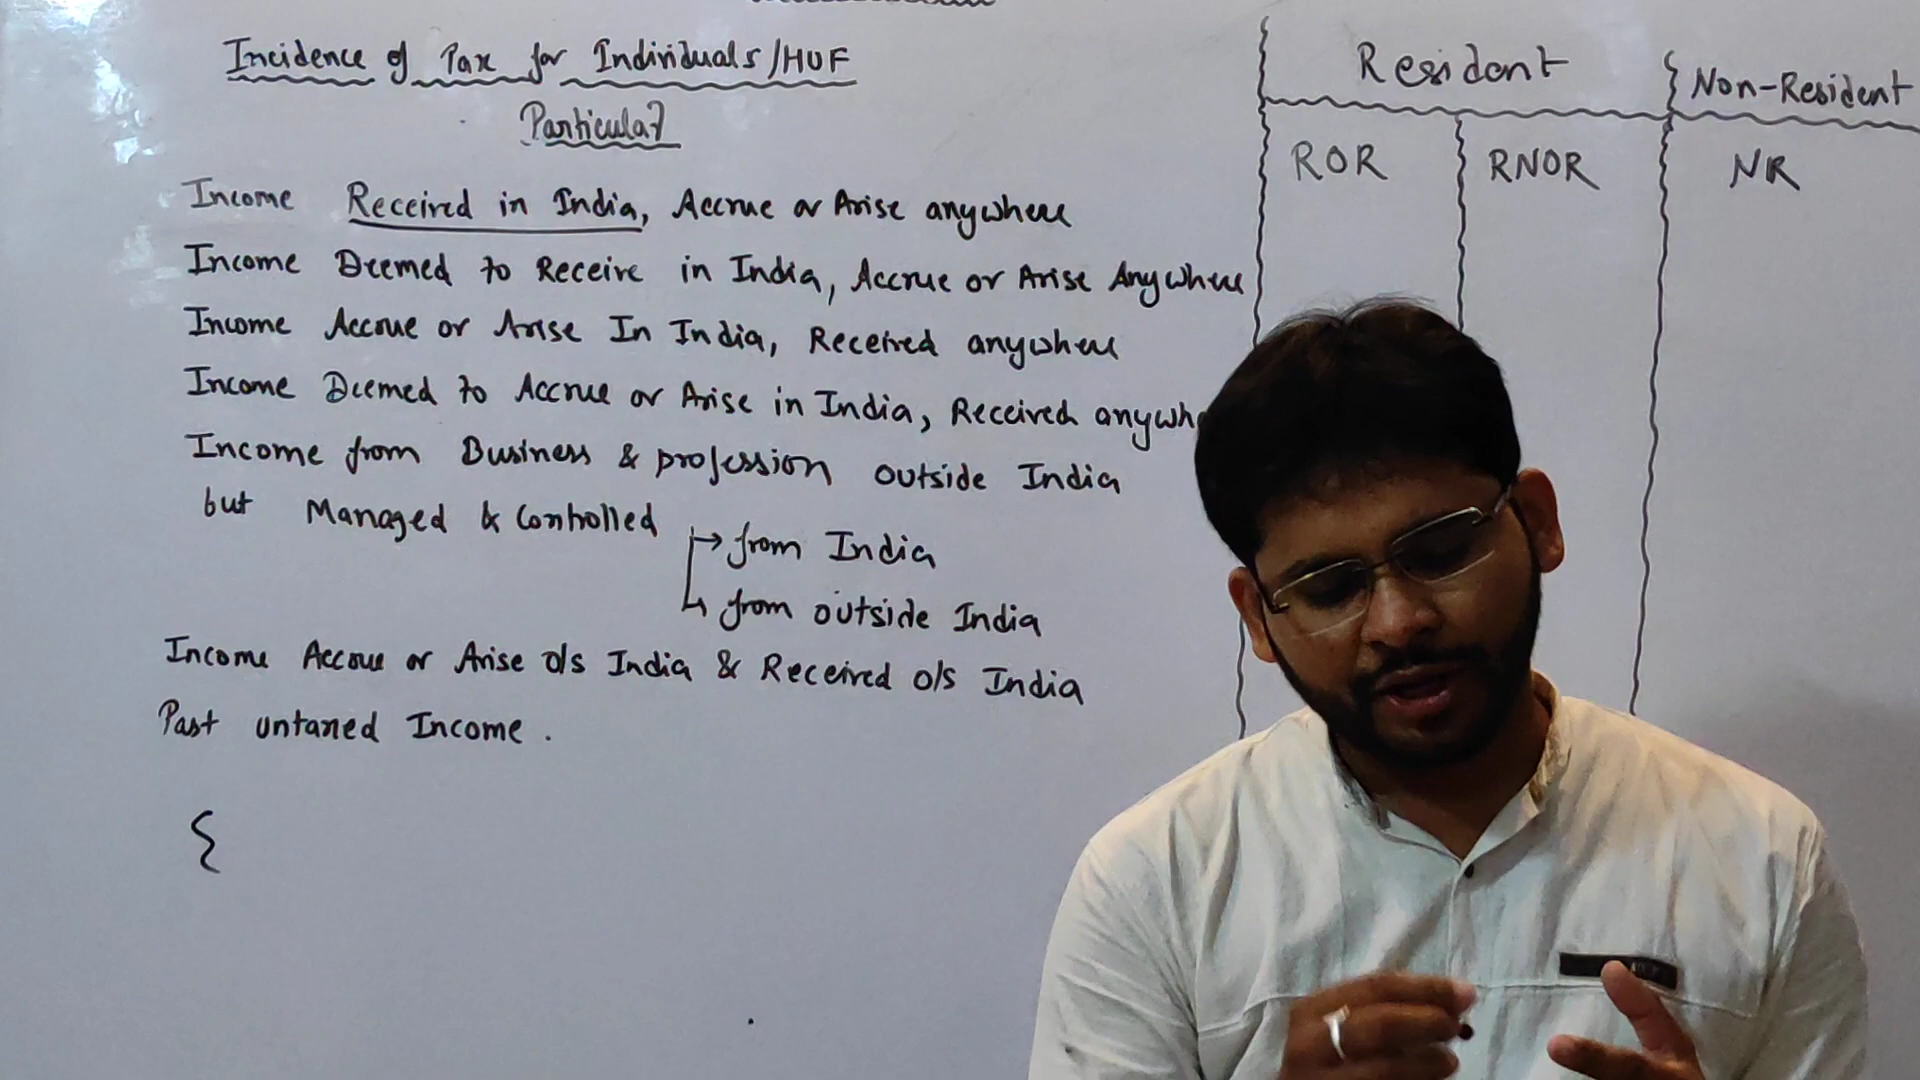 Incidence of Tax for Individuals/HUF
Particular
Resident
Non-Resident
ROR RNOR NR
Income Received in India, Accrue or Arise anywhere
Income Deemed to Receive in India, Accrue or Arise Anywhere
Income Accrue or Arise In India, Received anywhere
Income Deemed to Accrue or Arise in India, Received anywh
Income from Business & profession outside India
but Managed & Controlled
→ from India
↳ from outside India
Income Accrue or Arise o/s India & Received o/s India
Past untaxed Income .
{